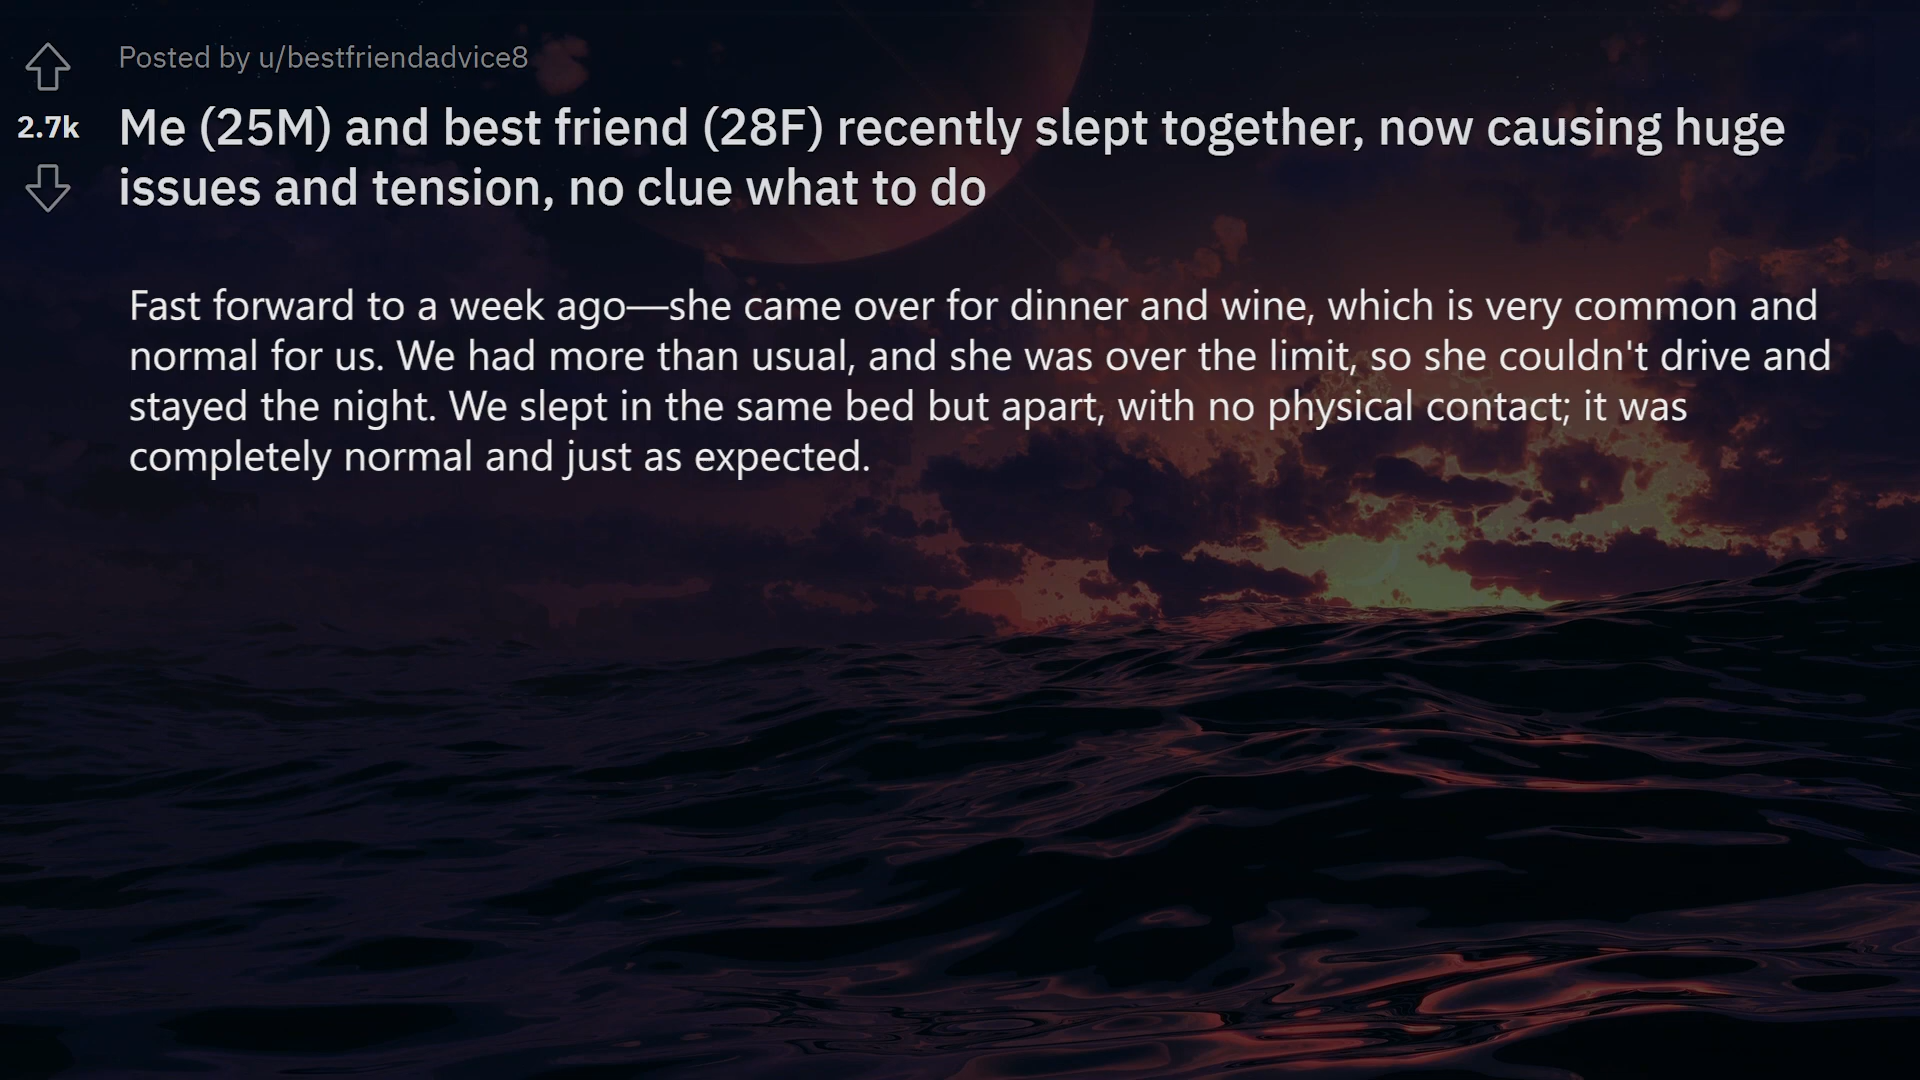 Posted by u/bestfriendadvice8
2.7k
Me (25M) and best friend (28F) recently slept together, now causing huge
issues and tension, no clue what to do
Fast forward to a week ago—she came over for dinner and wine, which is very common and
normal for us. We had more than usual, and she was over the limit, so she couldn't drive and
stayed the night. We slept in the same bed but apart, with no physical contact; it was
completely normal and just as expected.